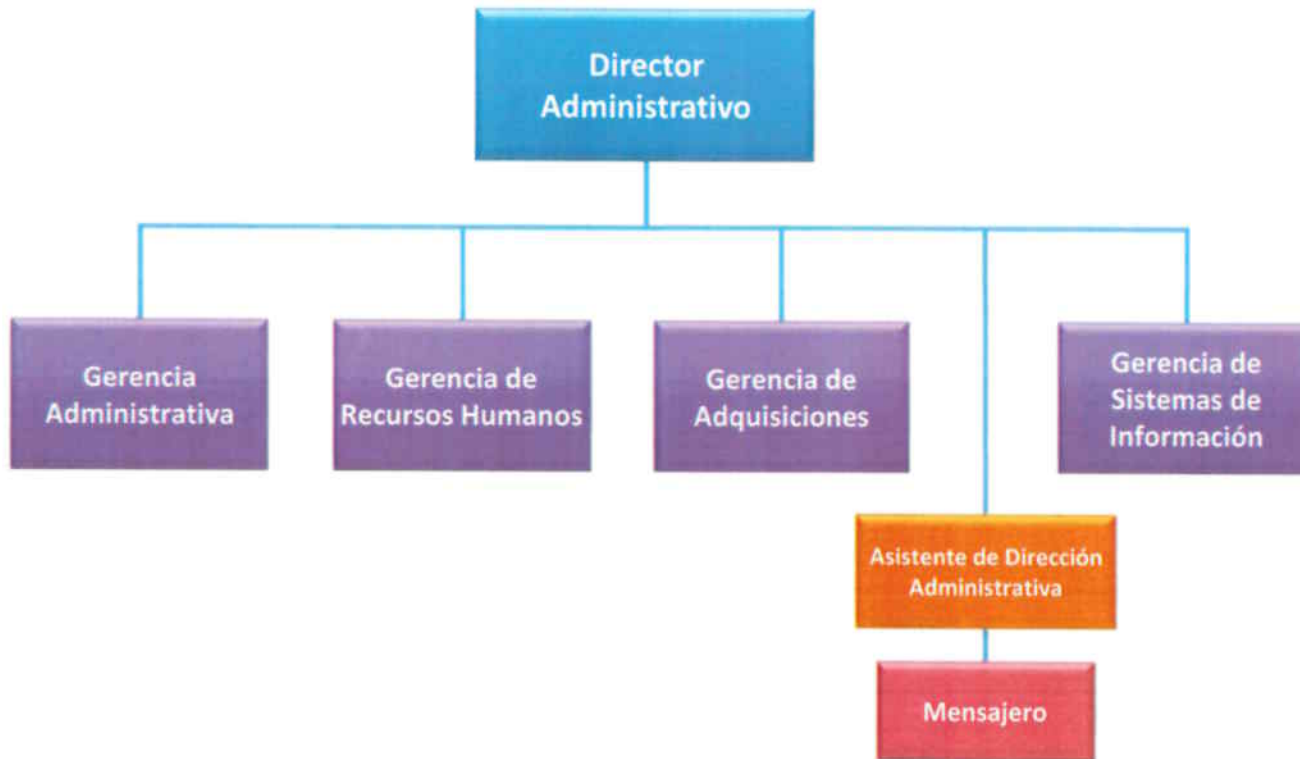 Director
Administrativo
Gerencia
Administrativa
Gerencia de
Recursos Humanos
Gerencia de
Adquisiciones
Gerencia de
Sistemas de
Información
Asistente de Dirección
Administrativa
Mensajero